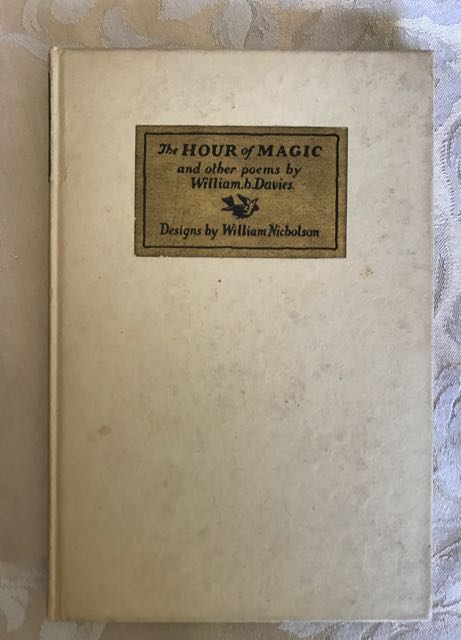 The HOUR of MAGIC
and other poems by
William.h.Davies.
Designs by William Nicholson